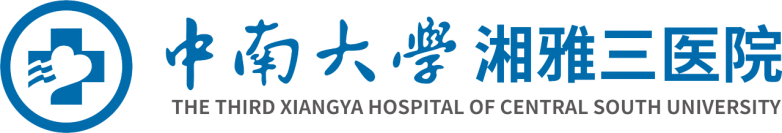 中南大學 湘雅三医院
THE THIRD XIANGYA HOSPITAL OF CENTRAL SOUTH UNIVERSITY